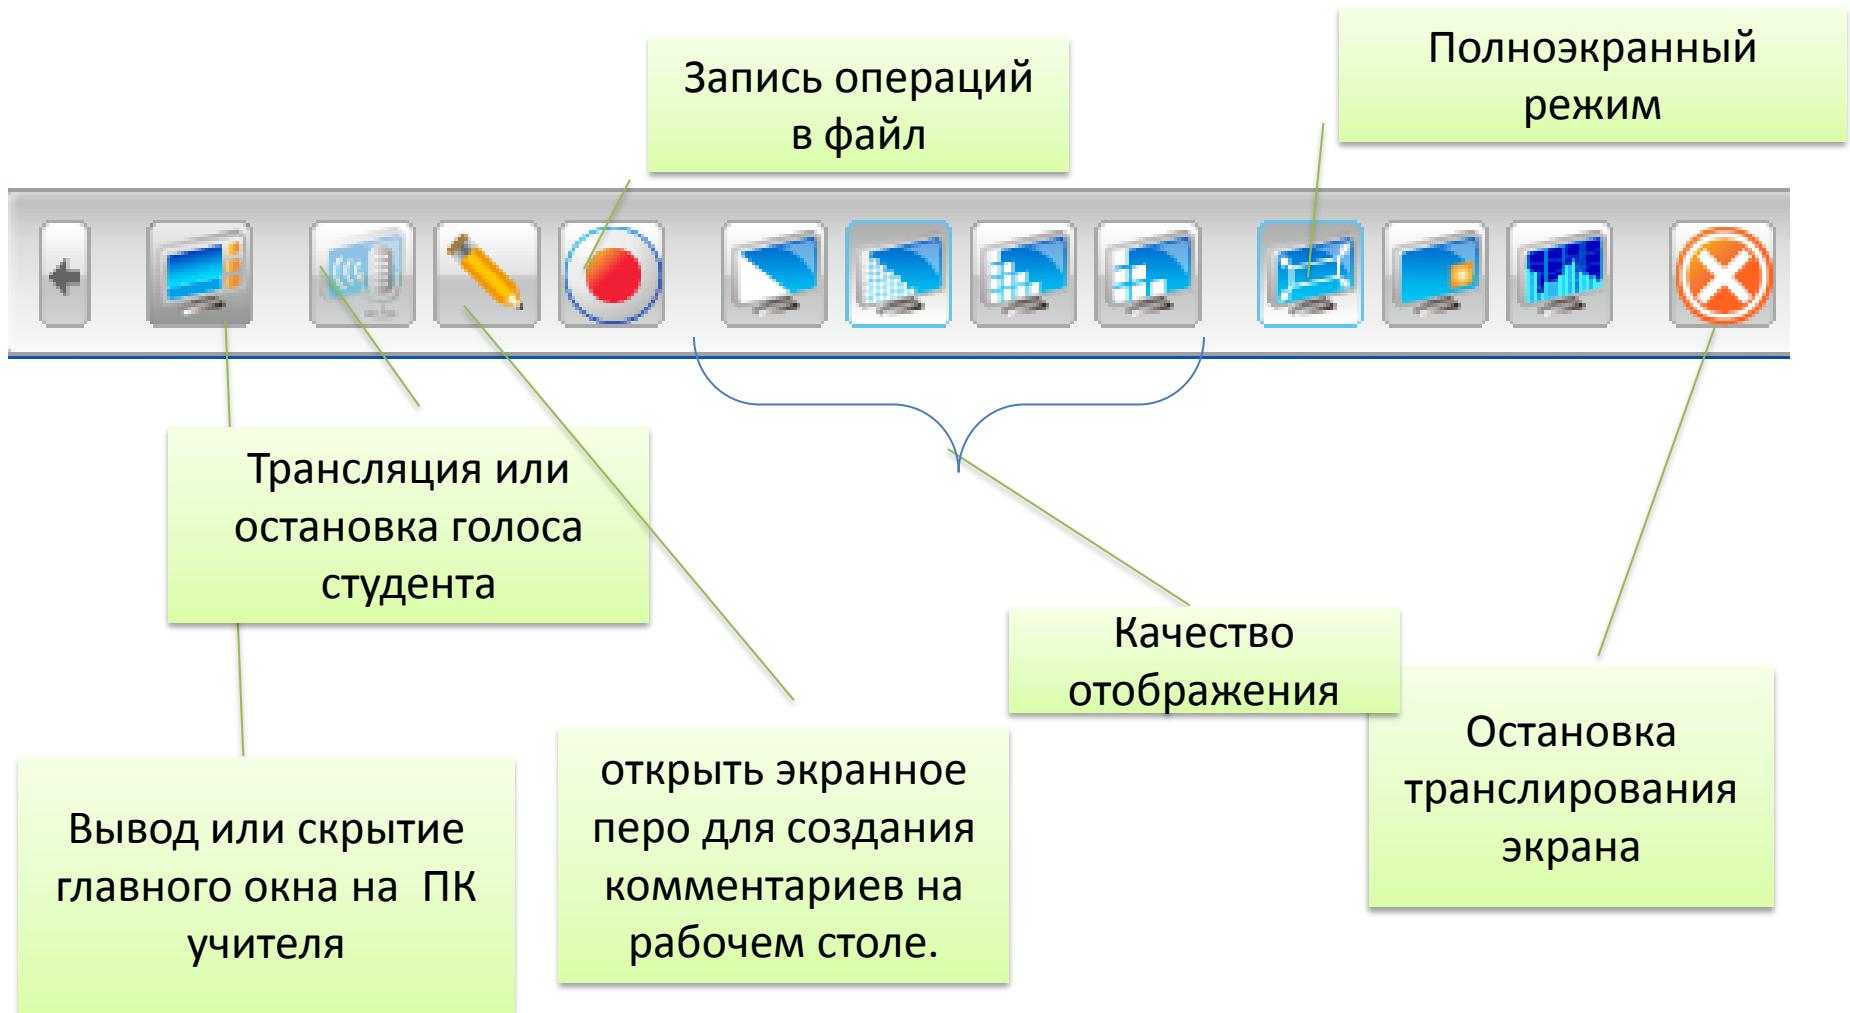 Запись операций
в файл
Полноэкранный
режим
Трансляция или
остановка голоса
студента
Качество
отображения
Остановка
транслирования
экрана
открыть экранное
перо для создания
комментариев на
рабочем столе.
Вывод или скрытие
главного окна на  ПК
учителя